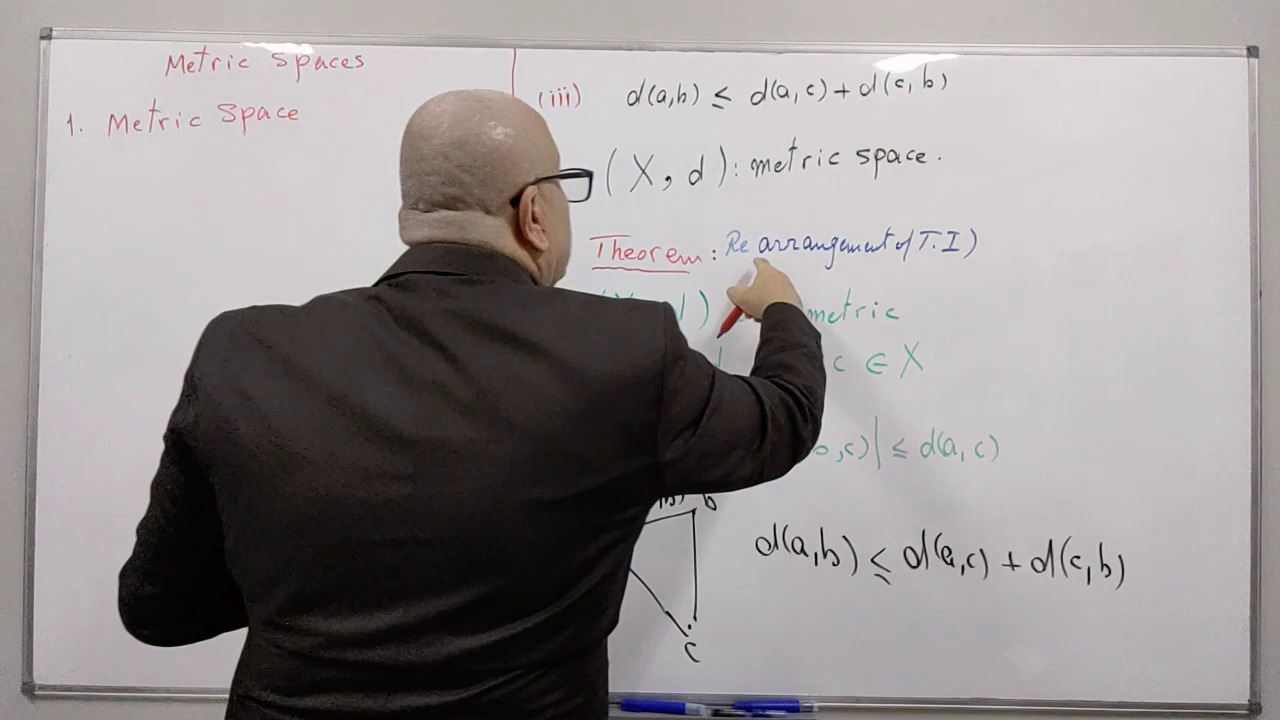 Metric Spaces
1. Metric Space
(iii) d(a,b) ≤ d(a,c) + d(c,b)
(X, d): metric space.
Theorem: Rearrangement of T.I)
d) metric
c ∈ X
,c)| ≤ d(a,c)
b
d(a,b) ≤ d(a,c) + d(c,b)
c